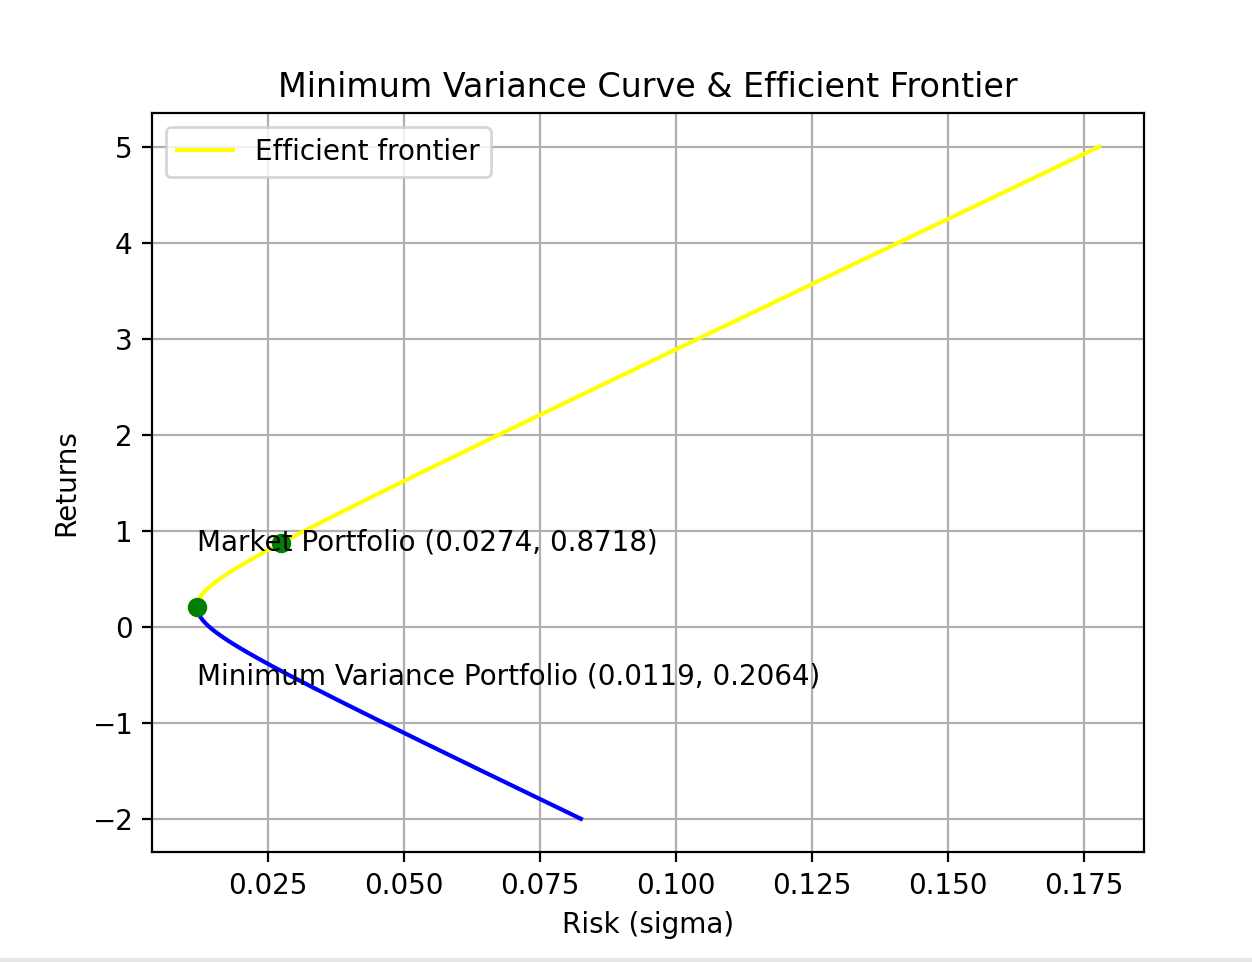 Minimum Variance Curve & Efficient Frontier
Efficient frontier
5
4
3
2
1
0
−1
−2
Returns
Market Portfolio (0.0274, 0.8718)
Minimum Variance Portfolio (0.0119, 0.2064)
0.025 0.050 0.075 0.100 0.125 0.150 0.175
Risk (sigma)